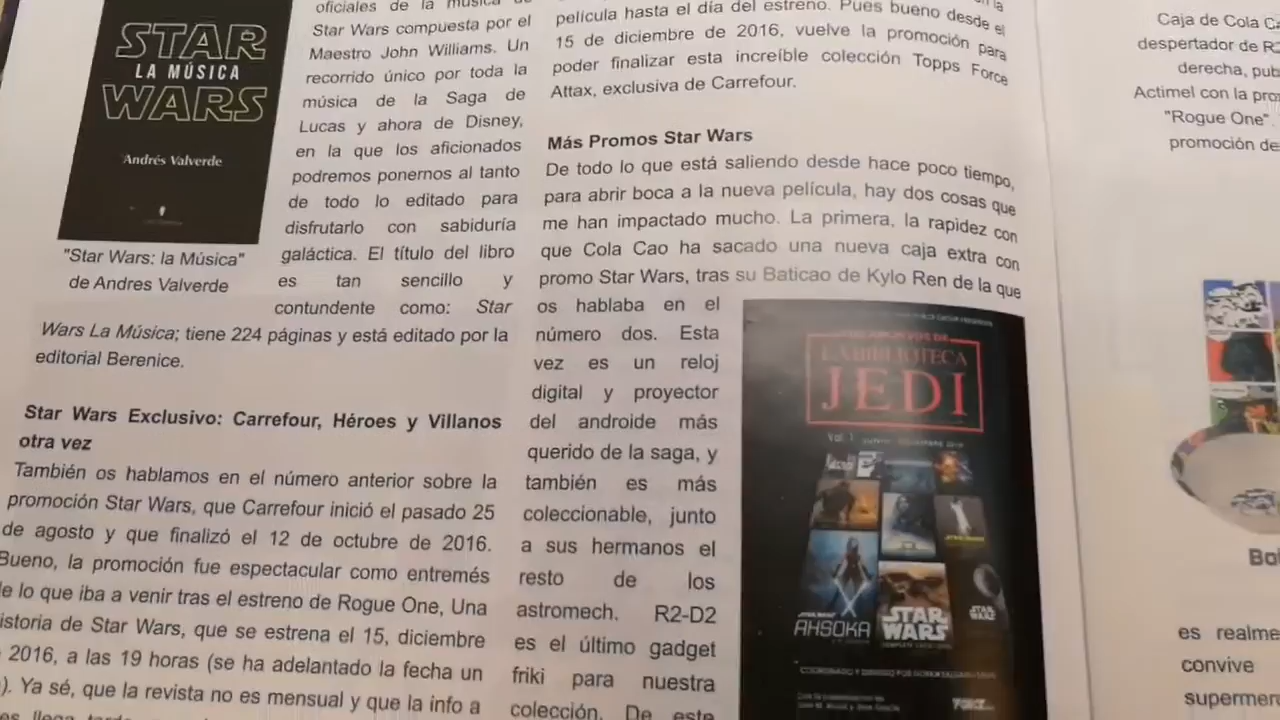 STAR
LA MÚSICA
WARS
Andrés Valverde
"Star Wars: la Música"
de Andres Valverde
oficiales de la música de
Star Wars compuesta por el
Maestro John Williams. Un
recorrido único por toda la
música de la Saga de
Lucas y ahora de Disney,
en la que los aficionados
podremos ponernos al tanto
de todo lo editado para
disfrutarlo con sabiduría
galáctica. El título del libro
es tan sencillo y
contundente como: Star
Wars La Música; tiene 224 páginas y está editado por la
editorial Berenice.
Star Wars Exclusivo: Carrefour, Héroes y Villanos
otra vez
También os hablamos en el número anterior sobre la
promoción Star Wars, que Carrefour inició el pasado 25
de agosto y que finalizó el 12 de octubre de 2016.
Bueno, la promoción fue espectacular como entremés
de lo que iba a venir tras el estreno de Rogue One, Una
istoria de Star Wars, que se estrena el 15, diciembre
2016, a las 19 horas (se ha adelantado la fecha un
). Ya sé, que la revista no es mensual y que la info a
película hasta el día del estreno. Pues bueno desde el
15 de diciembre de 2016, vuelve la promoción para
poder finalizar esta increíble colección Topps Force
Attax, exclusiva de Carrefour.
Más Promos Star Wars
De todo lo que está saliendo desde hace poco tiempo,
para abrir boca a la nueva película, hay dos cosas que
me han impactado mucho. La primera, la rapidez con
que Cola Cao ha sacado una nueva caja extra con
promo Star Wars, tras su Baticao de Kylo Ren de la que
os hablaba en el
número dos. Esta
vez es un reloj
digital y proyector
del androide más
querido de la saga, y
también es más
coleccionable, junto
a sus hermanos el
resto de los
astromech. R2-D2
es el último gadget
friki para nuestra
colección. De este
LA BIBLIOTECA
JEDI
Vol. 1
AHSOKA
STAR
WARS
STAR
WARS
Caja de Cola C
despertador de R
derecha, pub
Actimel con la pro
"Rogue One".
promoción de
Bo
es realme
convive
supermer